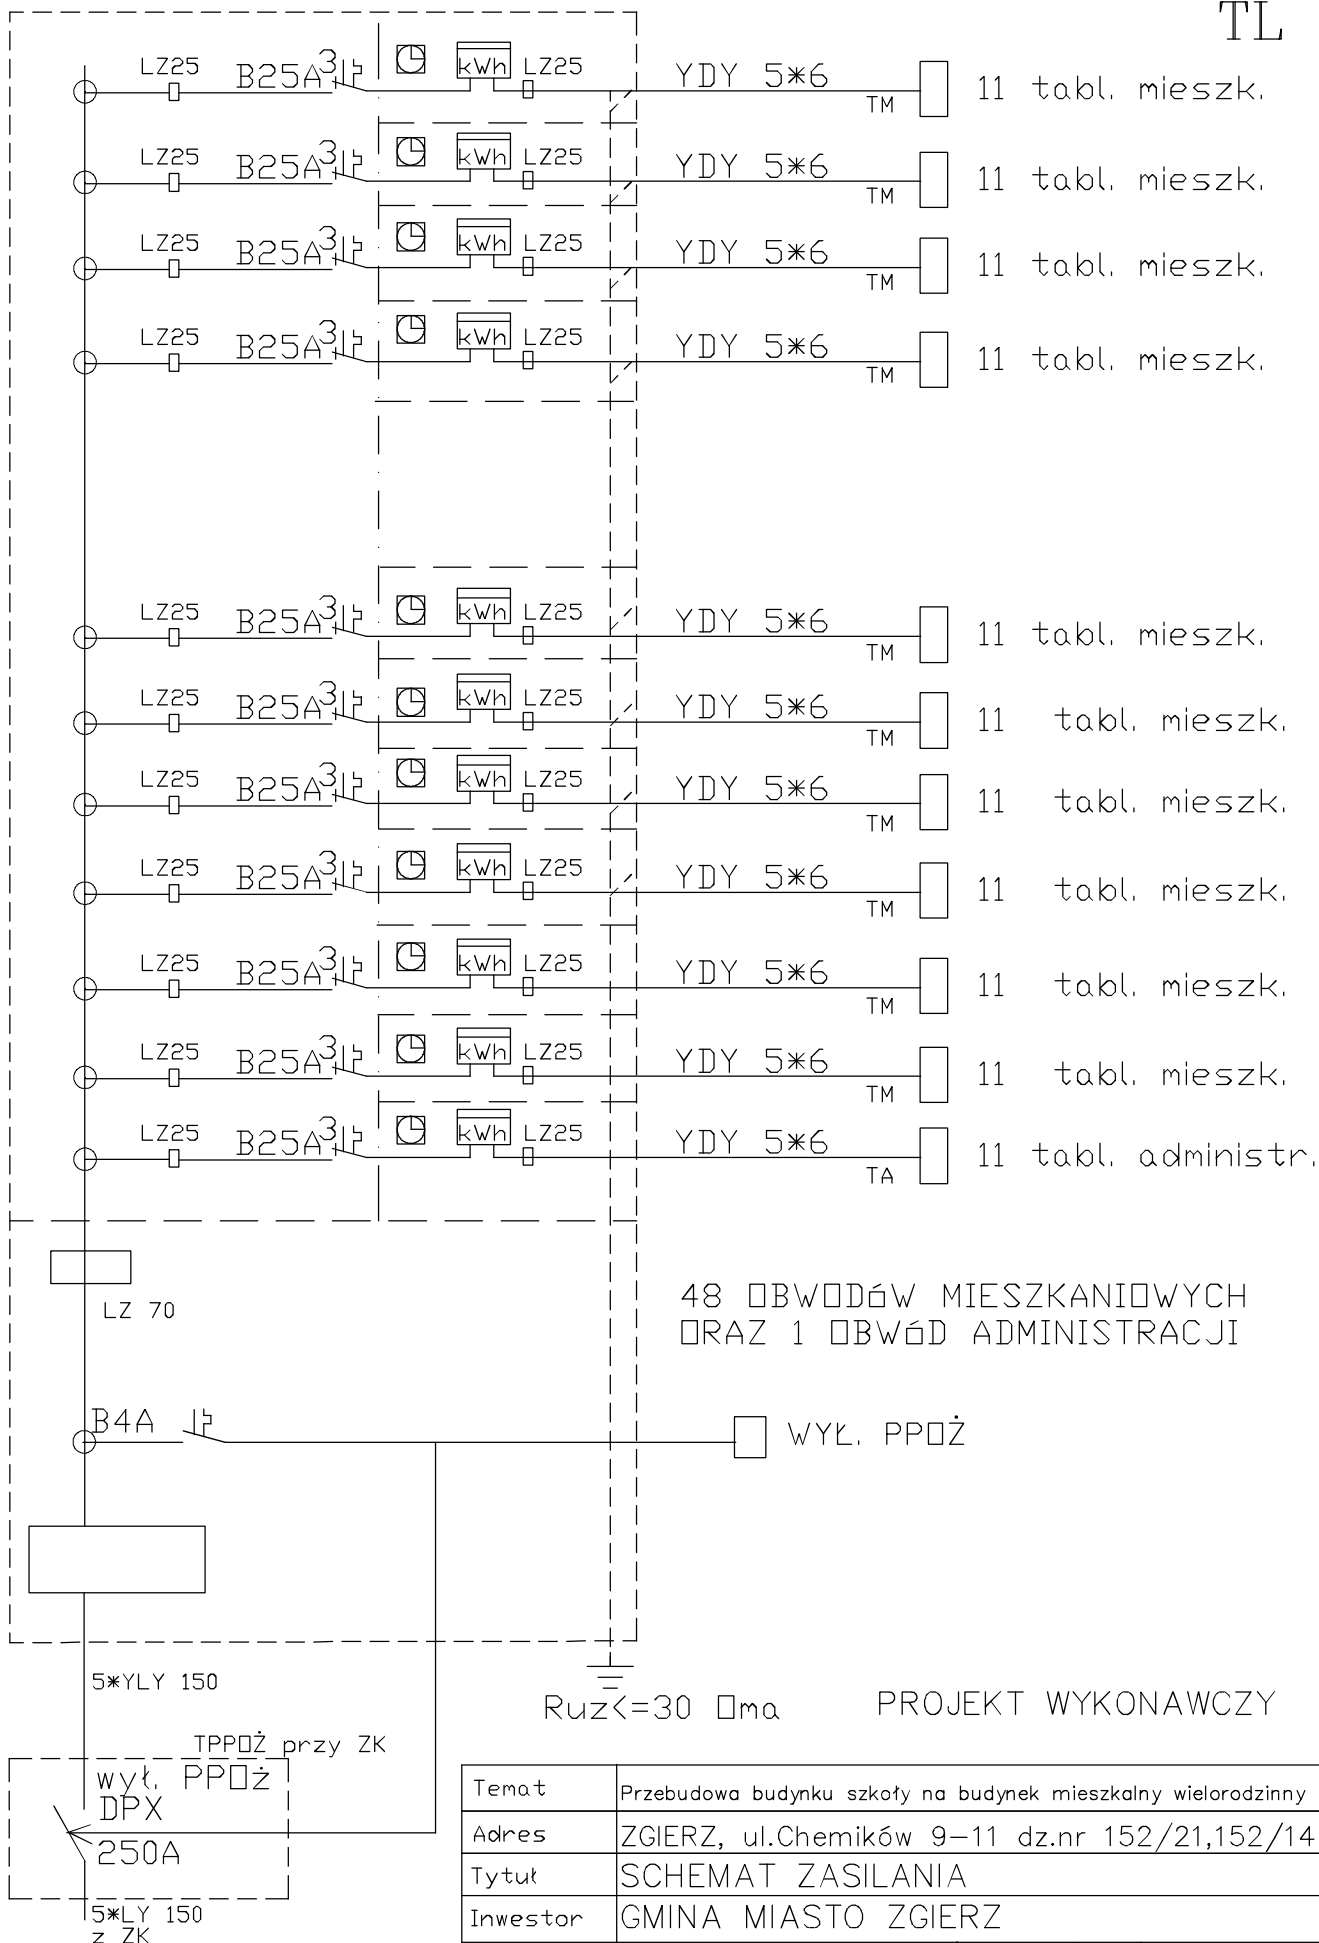 TL
LZ25 B25A 3 kWh LZ25 YDY 5*6 TM 11 tabl. mieszk.
LZ25 B25A 3 kWh LZ25 YDY 5*6 TM 11 tabl. mieszk.
LZ25 B25A 3 kWh LZ25 YDY 5*6 TM 11 tabl. mieszk.
LZ25 B25A 3 kWh LZ25 YDY 5*6 TM 11 tabl. mieszk.
LZ25 B25A 3 kWh LZ25 YDY 5*6 TM 11 tabl. mieszk.
LZ25 B25A 3 kWh LZ25 YDY 5*6 TM 11 tabl. mieszk.
LZ25 B25A 3 kWh LZ25 YDY 5*6 TM 11 tabl. mieszk.
LZ25 B25A 3 kWh LZ25 YDY 5*6 TM 11 tabl. mieszk.
LZ25 B25A 3 kWh LZ25 YDY 5*6 TM 11 tabl. mieszk.
LZ25 B25A 3 kWh LZ25 YDY 5*6 TM 11 tabl. mieszk.
LZ25 B25A 3 kWh LZ25 YDY 5*6 TA 11 tabl. administr.
LZ 70
48 OBWODóW MIESZKANIOWYCH
ORAZ 1 OBWóD ADMINISTRACJI
B4A
WYŁ. PPOŻ
5*YLY 150
Ruz<=30 Oma
PROJEKT WYKONAWCZY
TPPOŻ przy ZK
wył. PPOż
DPX
250A
5*LY 150
z ZK
Temat Przebudowa budynku szkoły na budynek mieszkalny wielorodzinny
Adres ZGIERZ, ul.Chemików 9-11 dz.nr 152/21,152/14
Tytuł SCHEMAT ZASILANIA
Inwestor GMINA MIASTO ZGIERZ